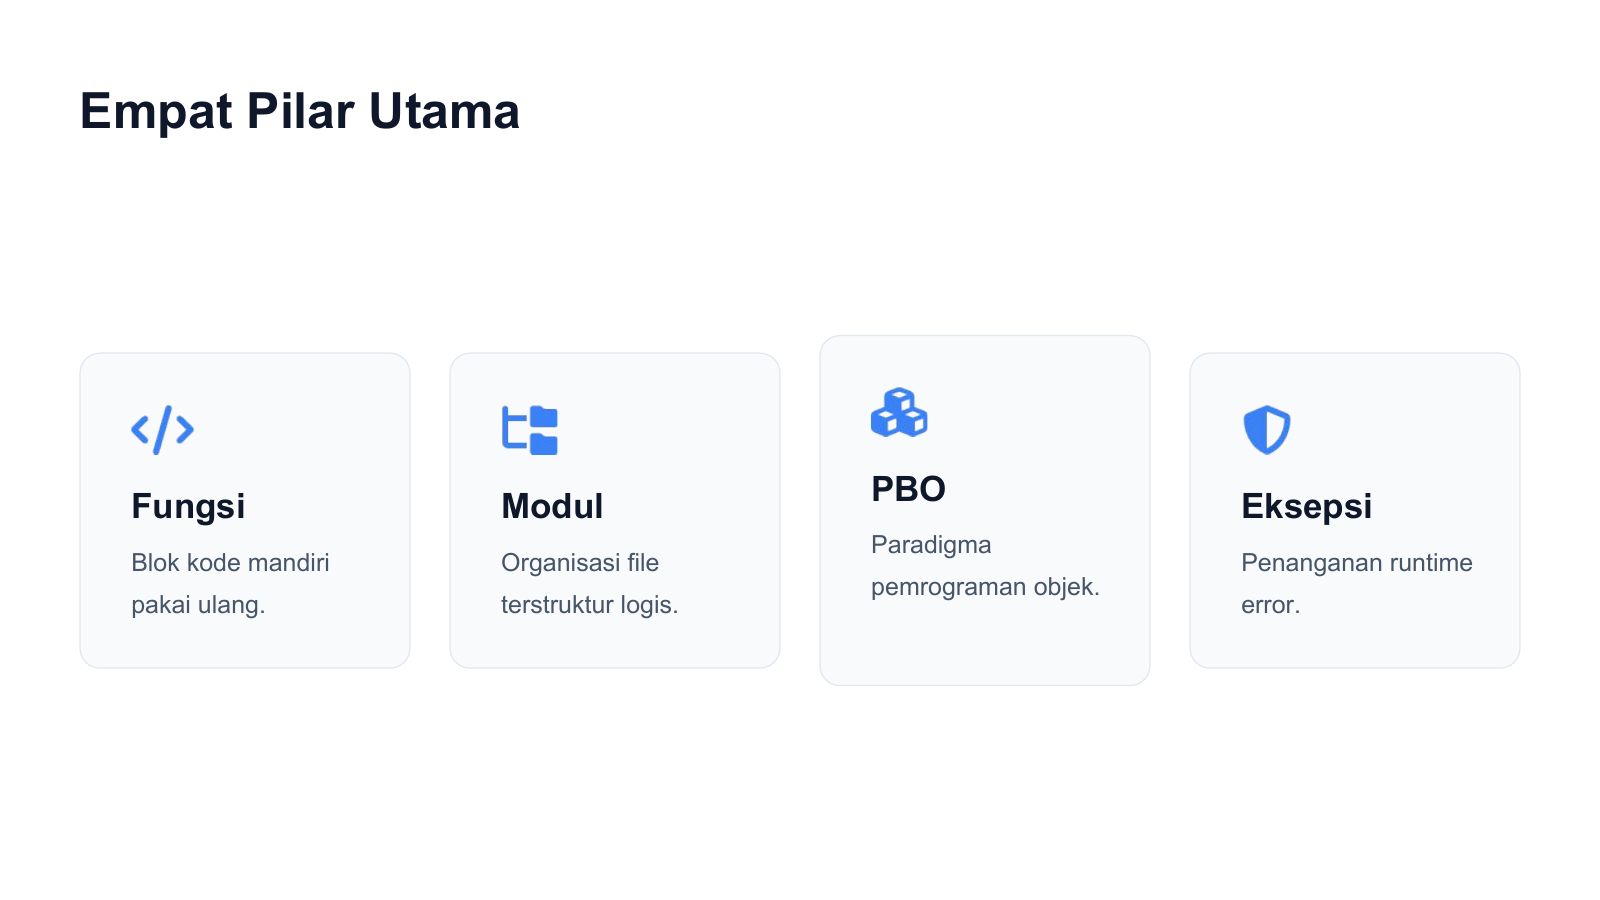 Empat Pilar Utama
Fungsi
Blok kode mandiri
pakai ulang.
Modul
Organisasi file
terstruktur logis.
PBO
Paradigma
pemrograman objek.
Eksepsi
Penanganan runtime
error.